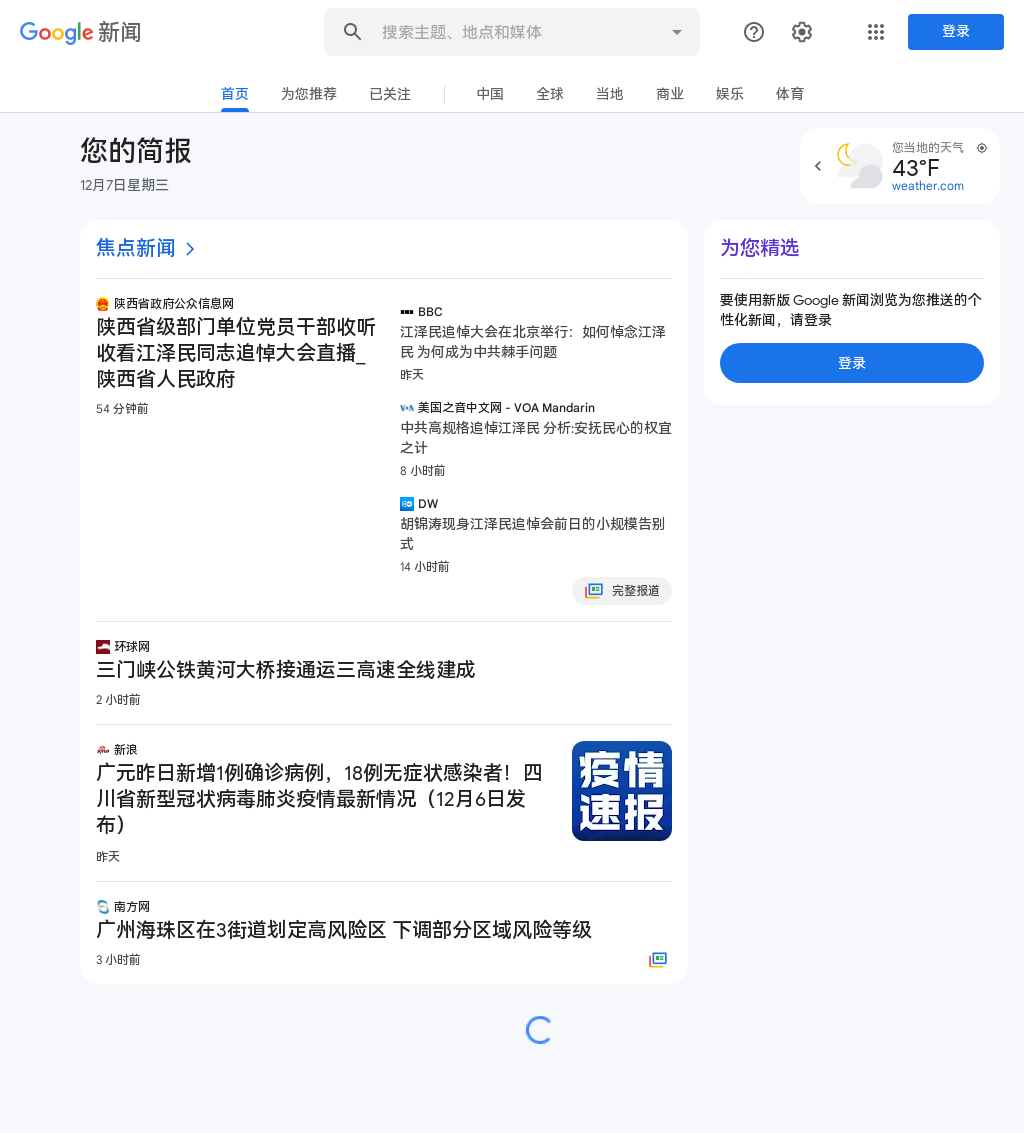 Google 新闻
搜索主题、地点和媒体
登录
首页
为您推荐
已关注
中国
全球
当地
商业
娱乐
体育
您的简报
12月7日星期三
您当地的天气
43°F
weather.com
焦点新闻
陕西省政府公众信息网
陕西省级部门单位党员干部收听
收看江泽民同志追悼大会直播_
陕西省人民政府
54 分钟前
BBC
江泽民追悼大会在北京举行：如何悼念江泽
民 为何成为中共棘手问题
昨天
美国之音中文网 - VOA Mandarin
中共高规格追悼江泽民 分析:安抚民心的权宜
之计
8 小时前
DW
胡锦涛现身江泽民追悼会前日的小规模告别
式
14 小时前
完整报道
环球网
三门峡公铁黄河大桥接通运三高速全线建成
2 小时前
新浪
广元昨日新增1例确诊病例，18例无症状感染者！四
川省新型冠状病毒肺炎疫情最新情况（12月6日发
布）
昨天
疫情
速报
南方网
广州海珠区在3街道划定高风险区 下调部分区域风险等级
3 小时前
为您精选
要使用新版 Google 新闻浏览为您推送的个
性化新闻，请登录
登录